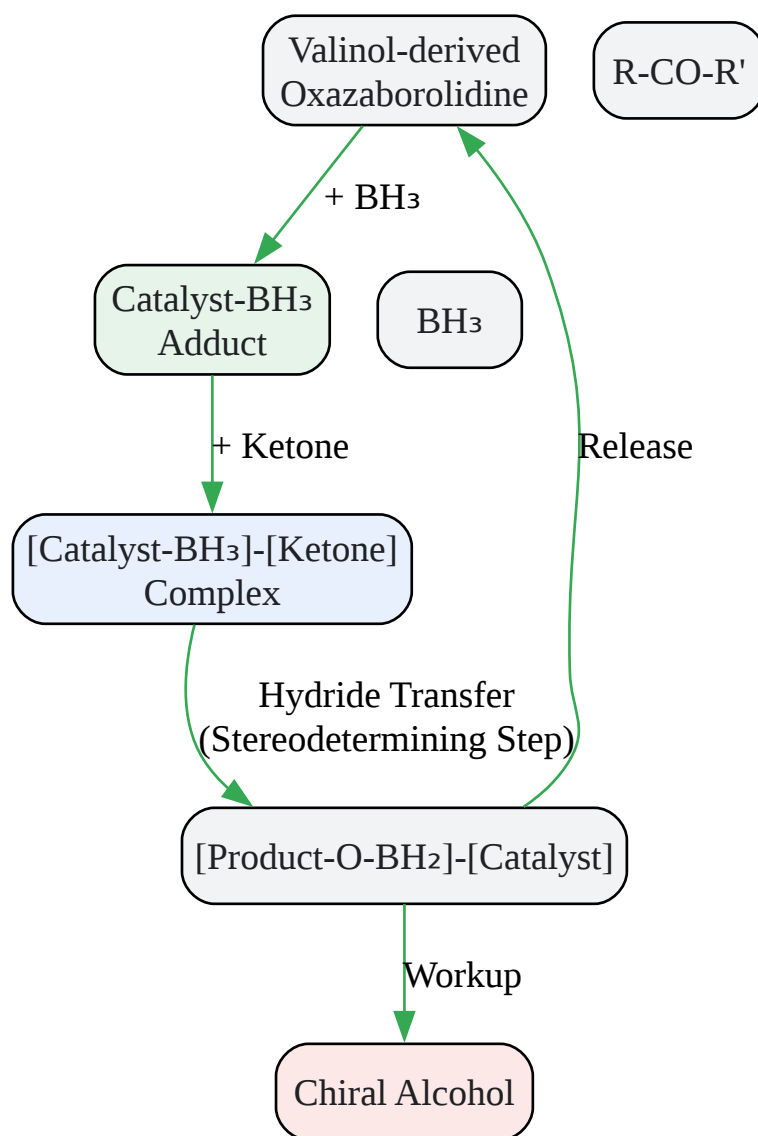 Valinol-derived
Oxazaborolidine
R-CO-R'
+ BH₃
Catalyst-BH₃
Adduct
BH₃
+ Ketone
Release
[Catalyst-BH₃]-[Ketone]
Complex
Hydride Transfer
(Stereodetermining Step)
[Product-O-BH₂]-[Catalyst]
Workup
Chiral Alcohol